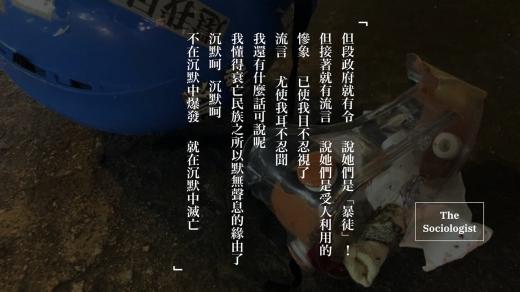 「
但段政府就有令 說她們是「暴徒」！
但接著就有流言 說她們是受人利用的
慘象 已使我目不忍視了
流言 尤使我耳不忍聞
我還有什麼話可說呢
我懂得衰亡民族之所以默無聲息的緣由了
沉默呵 沉默呵
不在沉默中爆發 就在沉默中滅亡
」
The
Sociologist